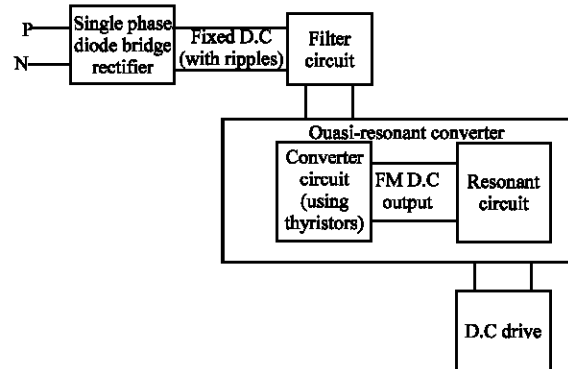 P
N
Single phase
diode bridge
rectifier
Fixed D.C
(with ripples)
Filter
circuit
Quasi-resonant converter
Converter
circuit
(using
thyristors)
FM D.C
output
Resonant
circuit
D.C drive